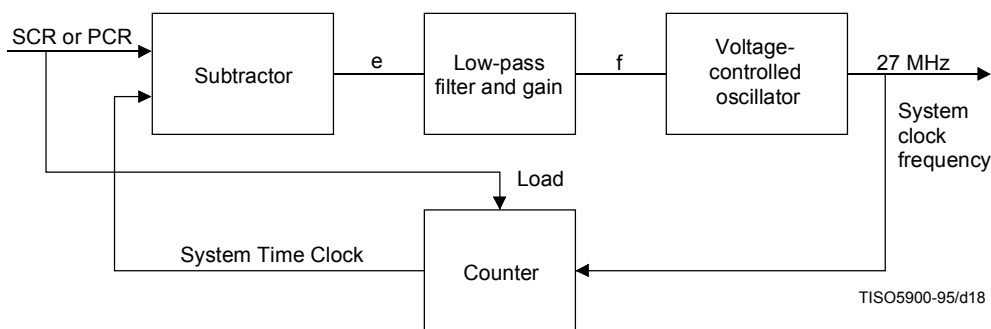 SCR or PCR
Subtractor
e
Low-pass
filter and gain
f
Voltage-
controlled
oscillator
27 MHz
System
clock
frequency
Load
System Time Clock
Counter
TISO5900-95/d18